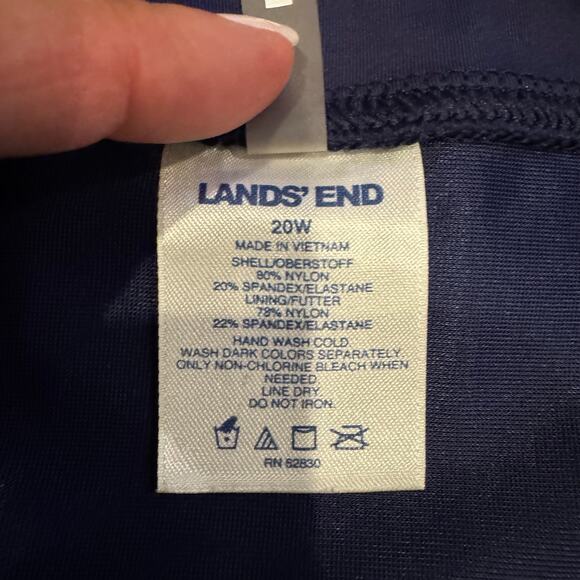 LANDS' END
20W
MADE IN VIETNAM
SHELL/OBERSTOFF
80% NYLON
20% SPANDEX/ELASTANE
LINING/FUTTER
78% NYLON
22% SPANDEX/ELASTANE
HAND WASH COLD.
WASH DARK COLORS SEPARATELY.
ONLY NON-CHLORINE BLEACH WHEN
NEEDED.
LINE DRY.
DO NOT IRON.
RN 62830